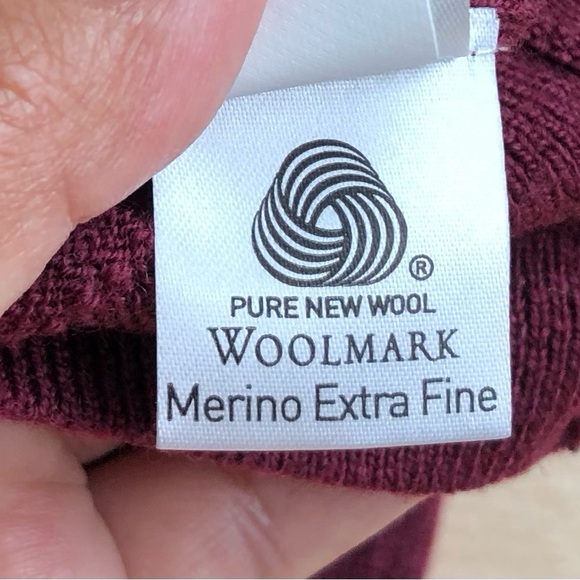 ®
PURE NEW WOOL
WOOLMARK
Merino Extra Fine